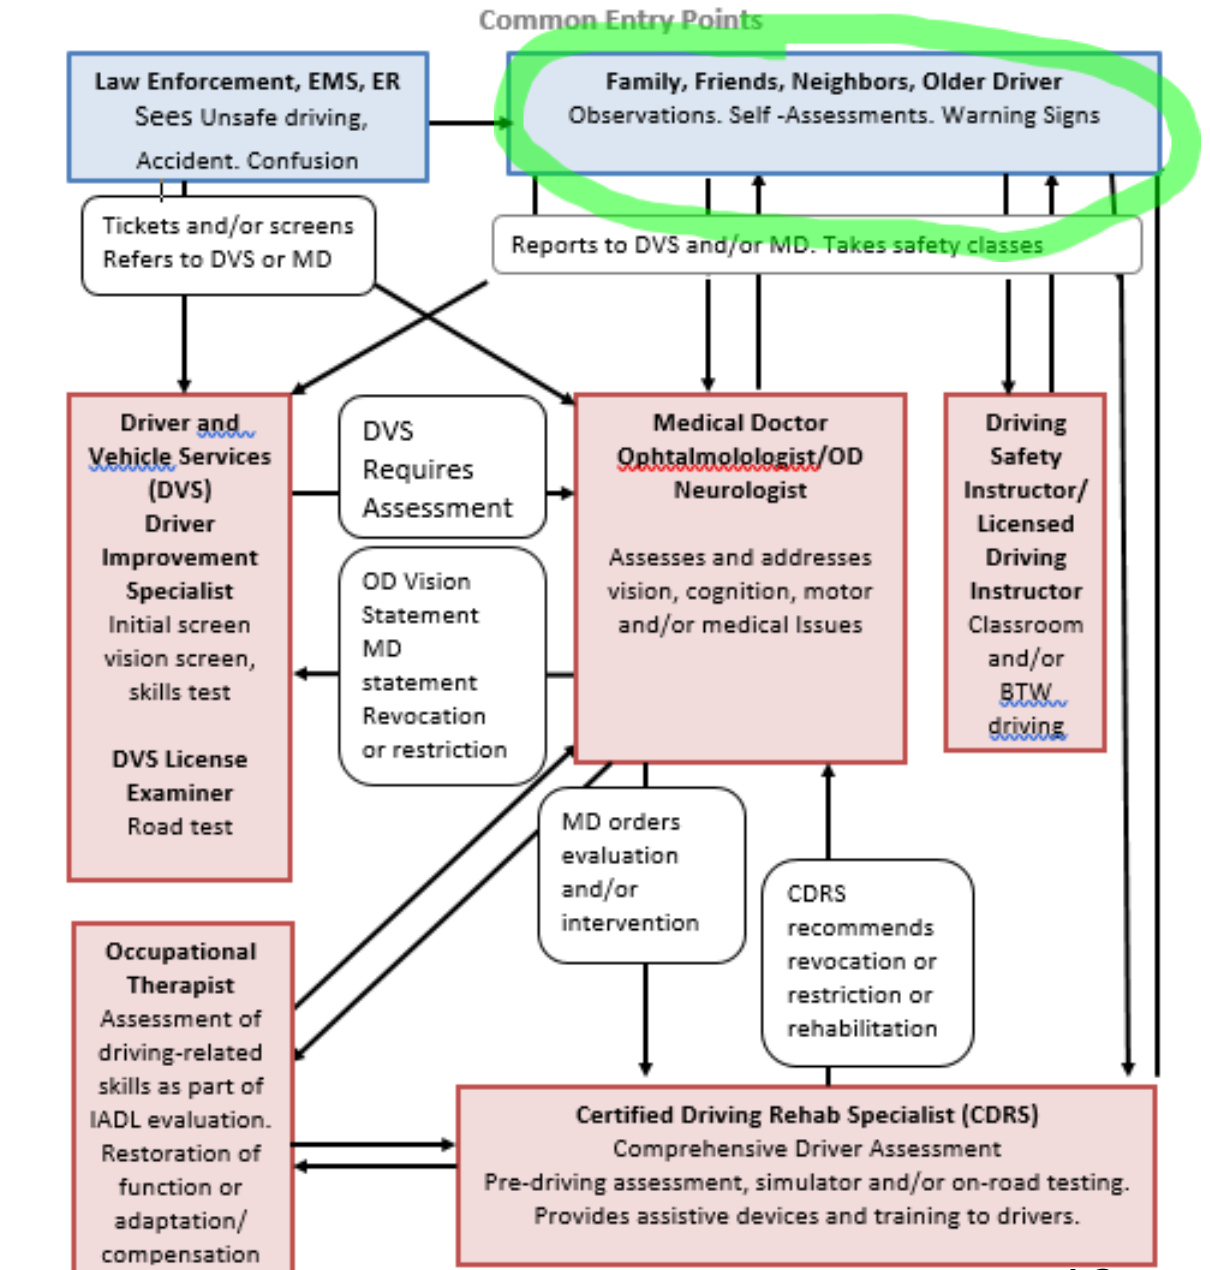 Common Entry Points
Law Enforcement, EMS, ER
Sees Unsafe driving,
Accident. Confusion
Family, Friends, Neighbors, Older Driver
Observations. Self -Assessments. Warning Signs
Tickets and/or screens
Refers to DVS or MD
Reports to DVS and/or MD. Takes safety classes
Driver and
Vehicle Services
(DVS)
Driver
Improvement
Specialist
Initial screen
vision screen,
skills test
DVS License
Examiner
Road test
DVS
Requires
Assessment
OD Vision
Statement
MD
statement
Revocation
or restriction
Medical Doctor
Ophtalmolologist/OD
Neurologist
Assesses and addresses
vision, cognition, motor
and/or medical Issues
Driving
Safety
Instructor/
Licensed
Driving
Instructor
Classroom
and/or
BTW
driving
MD orders
evaluation
and/or
intervention
CDRS
recommends
revocation or
restriction or
rehabilitation
Occupational
Therapist
Assessment of
driving-related
skills as part of
IADL evaluation.
Restoration of
function or
adaptation/
compensation
Certified Driving Rehab Specialist (CDRS)
Comprehensive Driver Assessment
Pre-driving assessment, simulator and/or on-road testing.
Provides assistive devices and training to drivers.